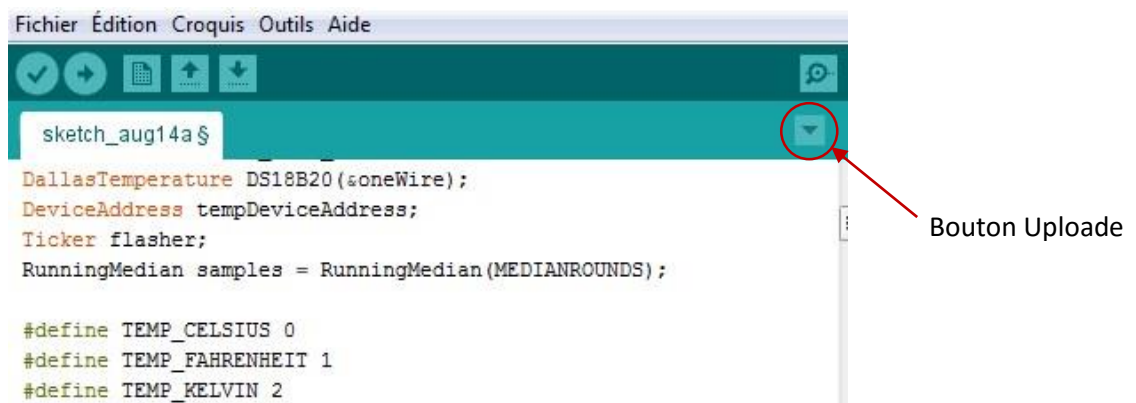 Fichier Édition Croquis Outils Aide
sketch_aug14a §
DallasTemperature DS18B20(&oneWire);
DeviceAddress tempDeviceAddress;
Ticker flasher;
RunningMedian samples = RunningMedian(MEDIANROUNDS);
Bouton Uploade
#define TEMP_CELSIUS 0
#define TEMP_FAHRENHEIT 1
#define TEMP_KELVIN 2